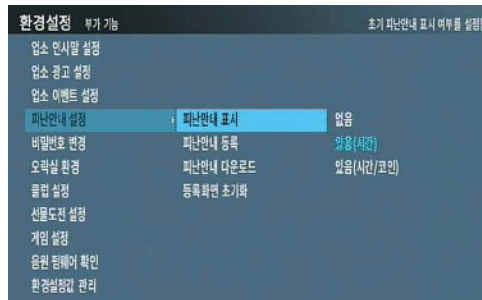 환경설정 부가 기능
초기 피난안내 표시 여부를 설정
업소 인사말 설정
업소 광고 설정
업소 이벤트 설정
피난안내 설정
피난안내 표시
없음
비밀번호 변경
피난안내 등록
있음(시간)
오락실 환경
피난안내 다운로드
있음(시간/코인)
클럽 설정
등록화면 초기화
선물도전 설정
게임 설정
음원 펌웨어 확인
환경설정값 관리